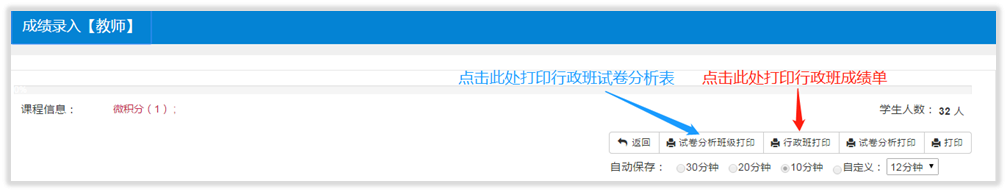 成绩录入【教师】
点击此处打印行政班试卷分析表 点击此处打印行政班成绩单
课程信息： 微积分（1）； 学生人数： 32 人
返回 试卷分析班级打印 行政班打印 试卷分析打印 打印
自动保存： 30分钟 20分钟 10分钟 自定义： 12分钟